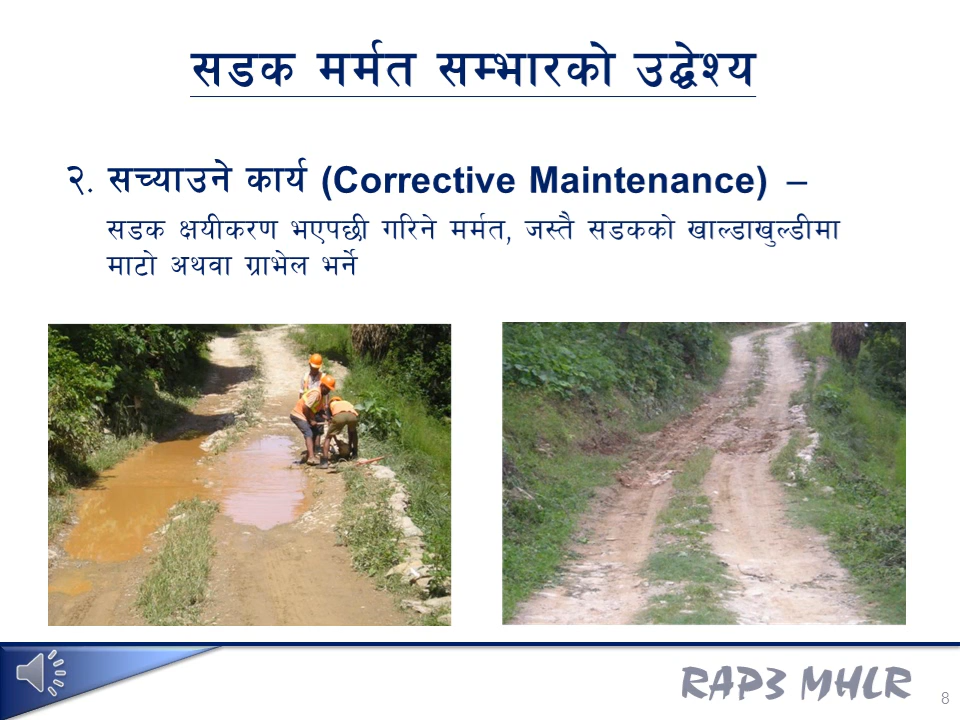 सडक मर्मत सम्भारको उद्धेश्य
२. सच्याउने कार्य (Corrective Maintenance) –
सडक क्षयीकरण भएपछी गरिने मर्मत, जस्तै सडकको खाल्डाखुल्डीमा
माटो अथवा ग्राभेल भर्ने
RAP3 MHLR
8